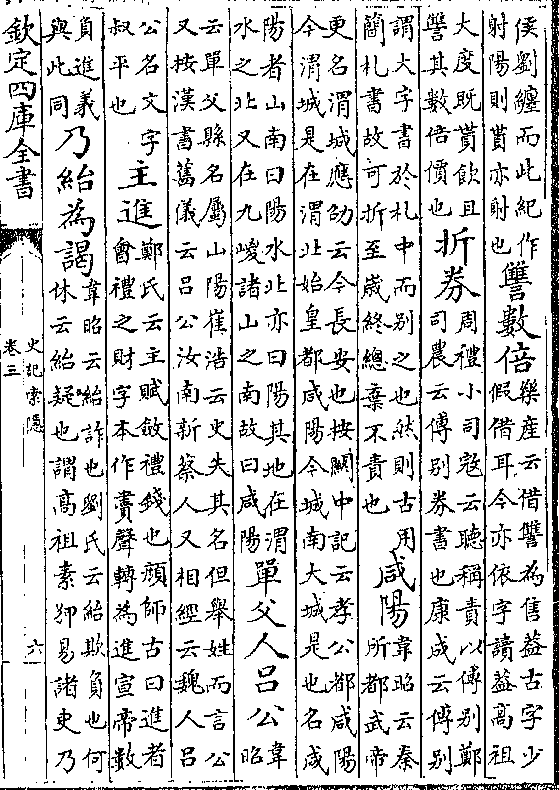 侯劉纏而此紀作
射陽則貰亦射也
讐數倍
樂產云借讐為售蓋古字少
假借耳今亦依字讀蓋高祖
大度既貰飲且
讐其數倍價也
折券
周禮小司寇云聽稱責以傅别鄭
司農云傅别券書也康成云傅别
謂大字書於札中而别之也然則古用
簡札書故可折至嵗終總棄不責也
咸陽
韋昭云秦
所都武帝
更名渭城應劭云今長安也按闗中記云孝公都咸陽
今渭城是在渭北始皇都咸陽今城南大城是也名咸
陽者山南曰陽水北亦曰陽其地在渭
水之北又在九嵕諸山之南故曰咸陽
單父人呂公
韋
昭
云單父縣名屬山陽崔浩云史失其名但舉姓而言公
又按漢書舊儀云呂公汝南新蔡人又相經云魏人呂
公名文字
叔平也
主進
鄭氏云主賦斂禮錢也顔師古曰進者
會禮之財字本作賮聲轉為進宣帝數
負進義
與此同
乃紿為謁
韋昭云紿詐也劉氏云紿欺負也何
休云紿疑也謂高祖素狎易諸吏乃
欽定四庫全書
史記索隱
卷三
六